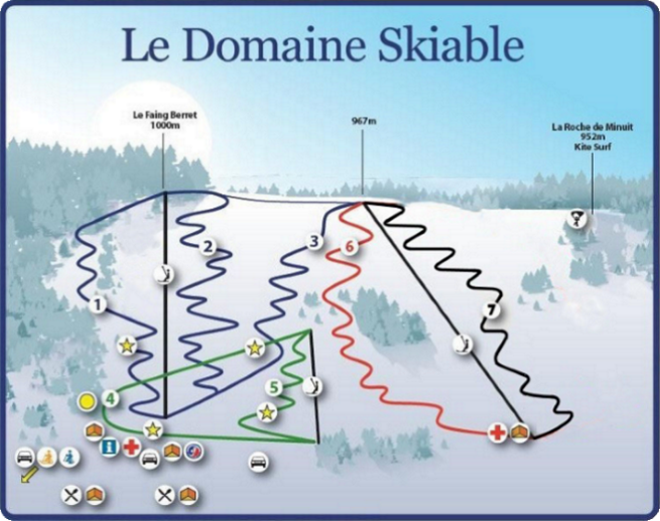 Le Domaine Skiable
Le Faing Berret
1000m
967m
La Roche de Minuit
952m
Kite Surf
2
3
6
1
7
4
5
i